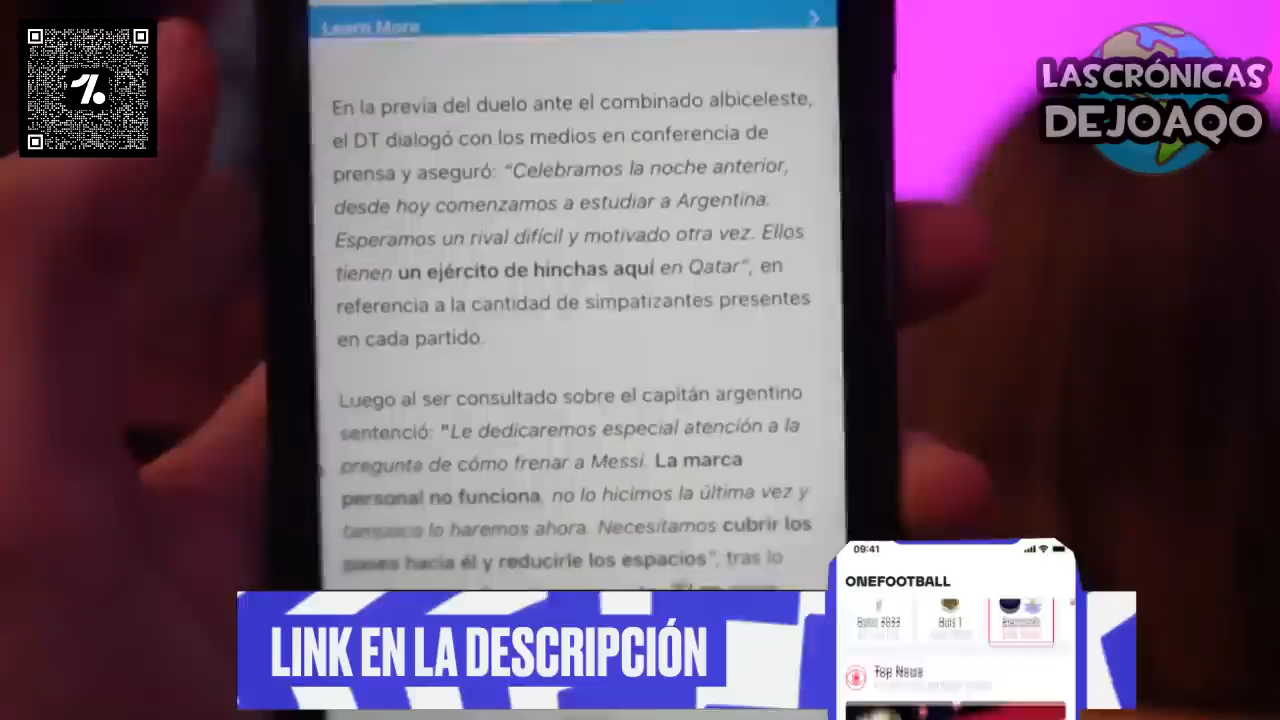 Learn More
LAS CRÓNICAS
DE JOAQO
En la previa del duelo ante el combinado albiceleste,
el DT dialogó con los medios en conferencia de
prensa y aseguró: "Celebramos la noche anterior,
desde hoy comenzamos a estudiar a Argentina.
Esperamos un rival difícil y motivado otra vez. Ellos
tienen un ejército de hinchas aquí en Qatar", en
referencia a la cantidad de simpatizantes presentes
en cada partido.
Luego al ser consultado sobre el capitán argentino
sentenció: "Le dedicaremos especial atención a la
pregunta de cómo frenar a Messi. La marca
personal no funciona, no lo hicimos la última vez y
tampoco lo haremos ahora. Necesitamos cubrir los
pases hacia él y reducirle los espacios", tras lo
09:41
ONEFOOTBALL
Top News
LINK EN LA DESCRIPCIÓN